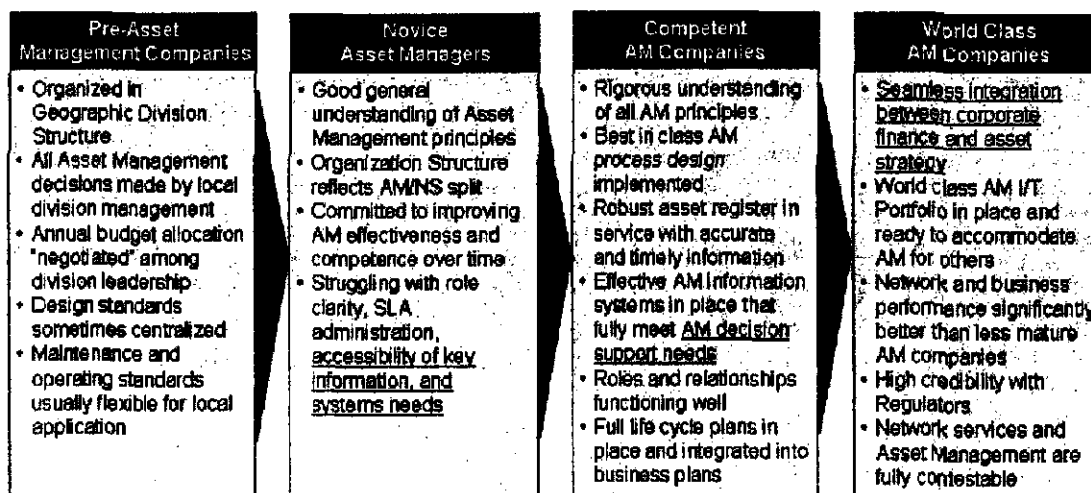 Pre-Asset
Management Companies
• Organized in
Geographic Division
Structure
• All Asset Management
decisions made by local
division management
• Annual budget allocation
"negotiated" among
division leadership
• Design standards
sometimes centralized
• Maintenance and
operating standards
usually flexible for local
application
Novice
Asset Managers
• Good general
understanding of Asset
Management principles
• Organization Structure
reflects AM/NS split
• Committed to improving
AM effectiveness and
competence over time
• Struggling with role
clarity, SLA
administration,
accessibility of key
information, and
systems needs
Competent
AM Companies
• Rigorous understanding
of all AM principles
• Best in class AM
process design
implemented
• Robust asset register in
service with accurate
and timely information
• Effective AM information
systems in place that
fully meet AM decision
support needs
• Roles and relationships
functioning well
• Full life cycle plans in
place and integrated into
business plans
World Class
AM Companies
• Seamless integration
between corporate
finance and asset
strategy
• World class AM I/T
Portfolio in place and
ready to accommodate
AM for others
• Network and business
performance significantly
better than less mature
AM companies
• High credibility with
Regulators
• Network services and
Asset Management are
fully contestable